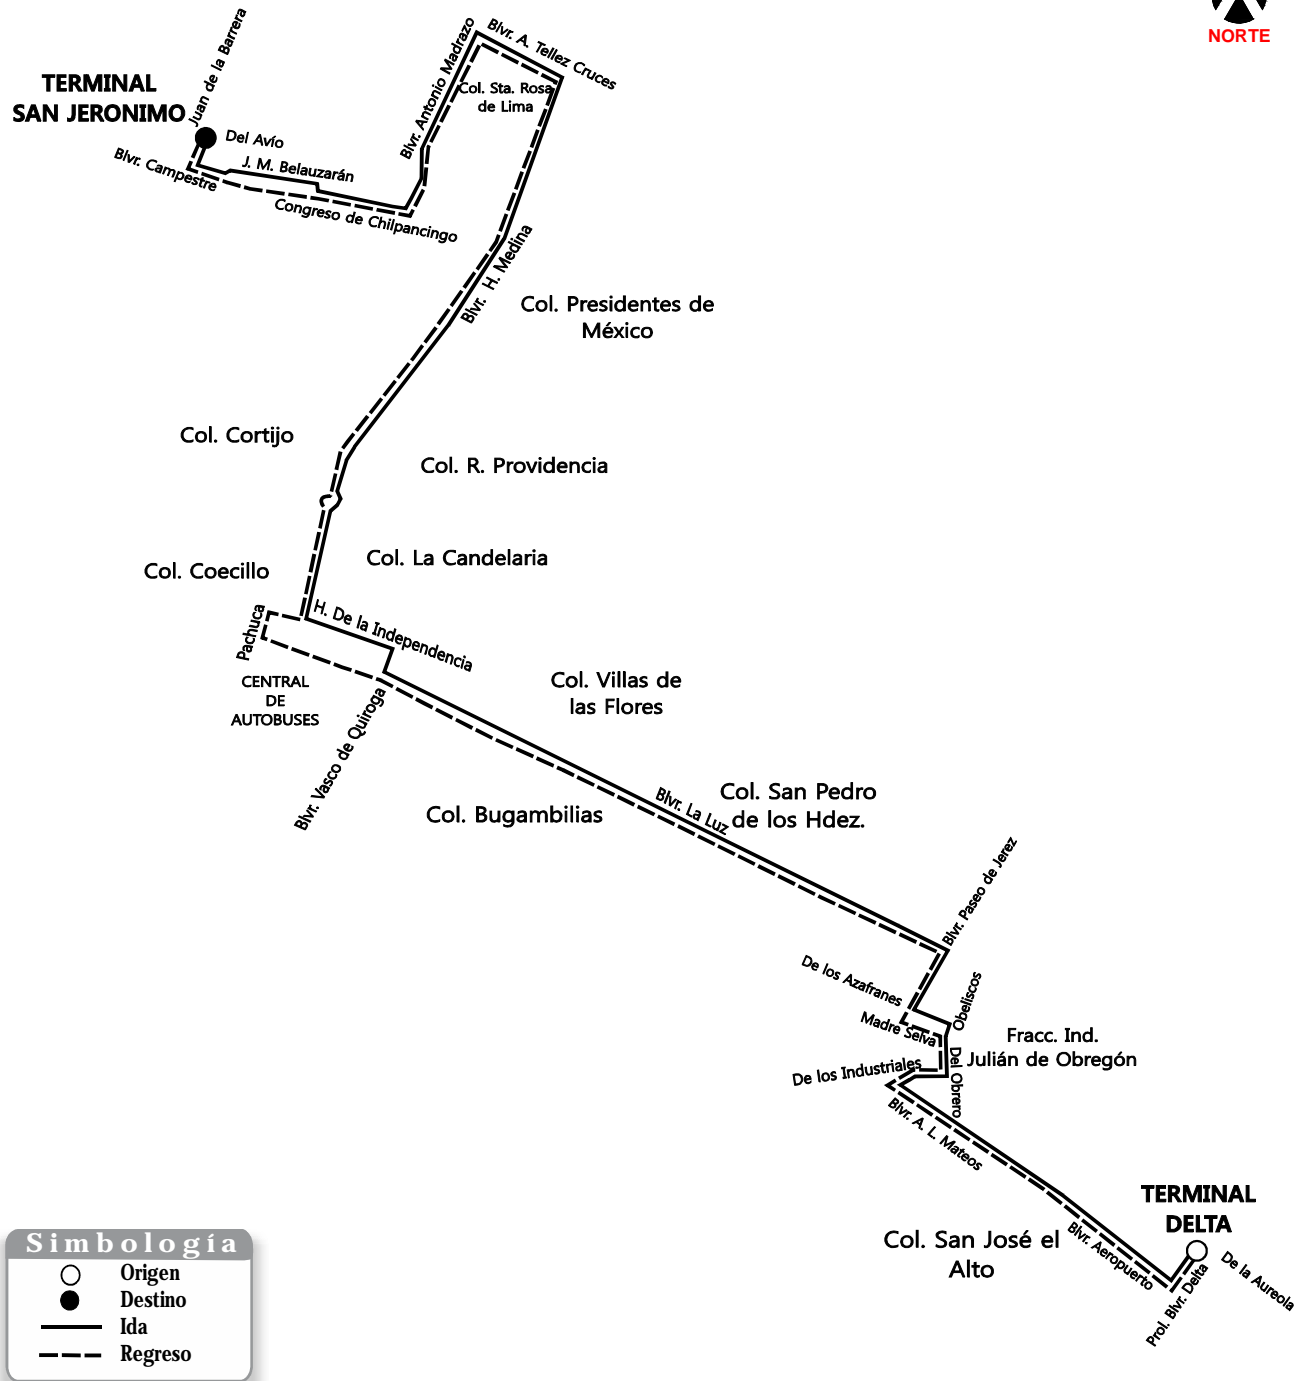 NORTE
Juan de la Barrera
TERMINAL
SAN JERONIMO
Del Avío
Blvr. Campestre
J. M. Belauzarán
Congreso de Chilpancingo
Blvr. Antonio Madrazo
Blvr. A. Tellez Cruces
Col. Sta. Rosa
de Lima
Blvr. H. Medina
Col. Presidentes de
México
Col. Cortijo
Col. R. Providencia
Col. La Candelaria
Col. Coecillo
Pachuca
H. De la Independencia
CENTRAL
DE
AUTOBUSES
Blvr. Vasco de Quiroga
Col. Villas de
las Flores
Col. Bugambilias
Blvr. La Luz
Col. San Pedro
de los Hdez.
Blvr. Paseo de Jerez
De los Azafranes
Obeliscos
Madre Selva
Fracc. Ind.
Julián de Obregón
De los Industriales
Del Obrero
Blvr. A. L. Mateos
TERMINAL
DELTA
Col. San José el
Alto
Blvr. Aeropuerto
Prol. Blvr. Delta
De la Aureola
Simbología
Origen
Destino
Ida
Regreso